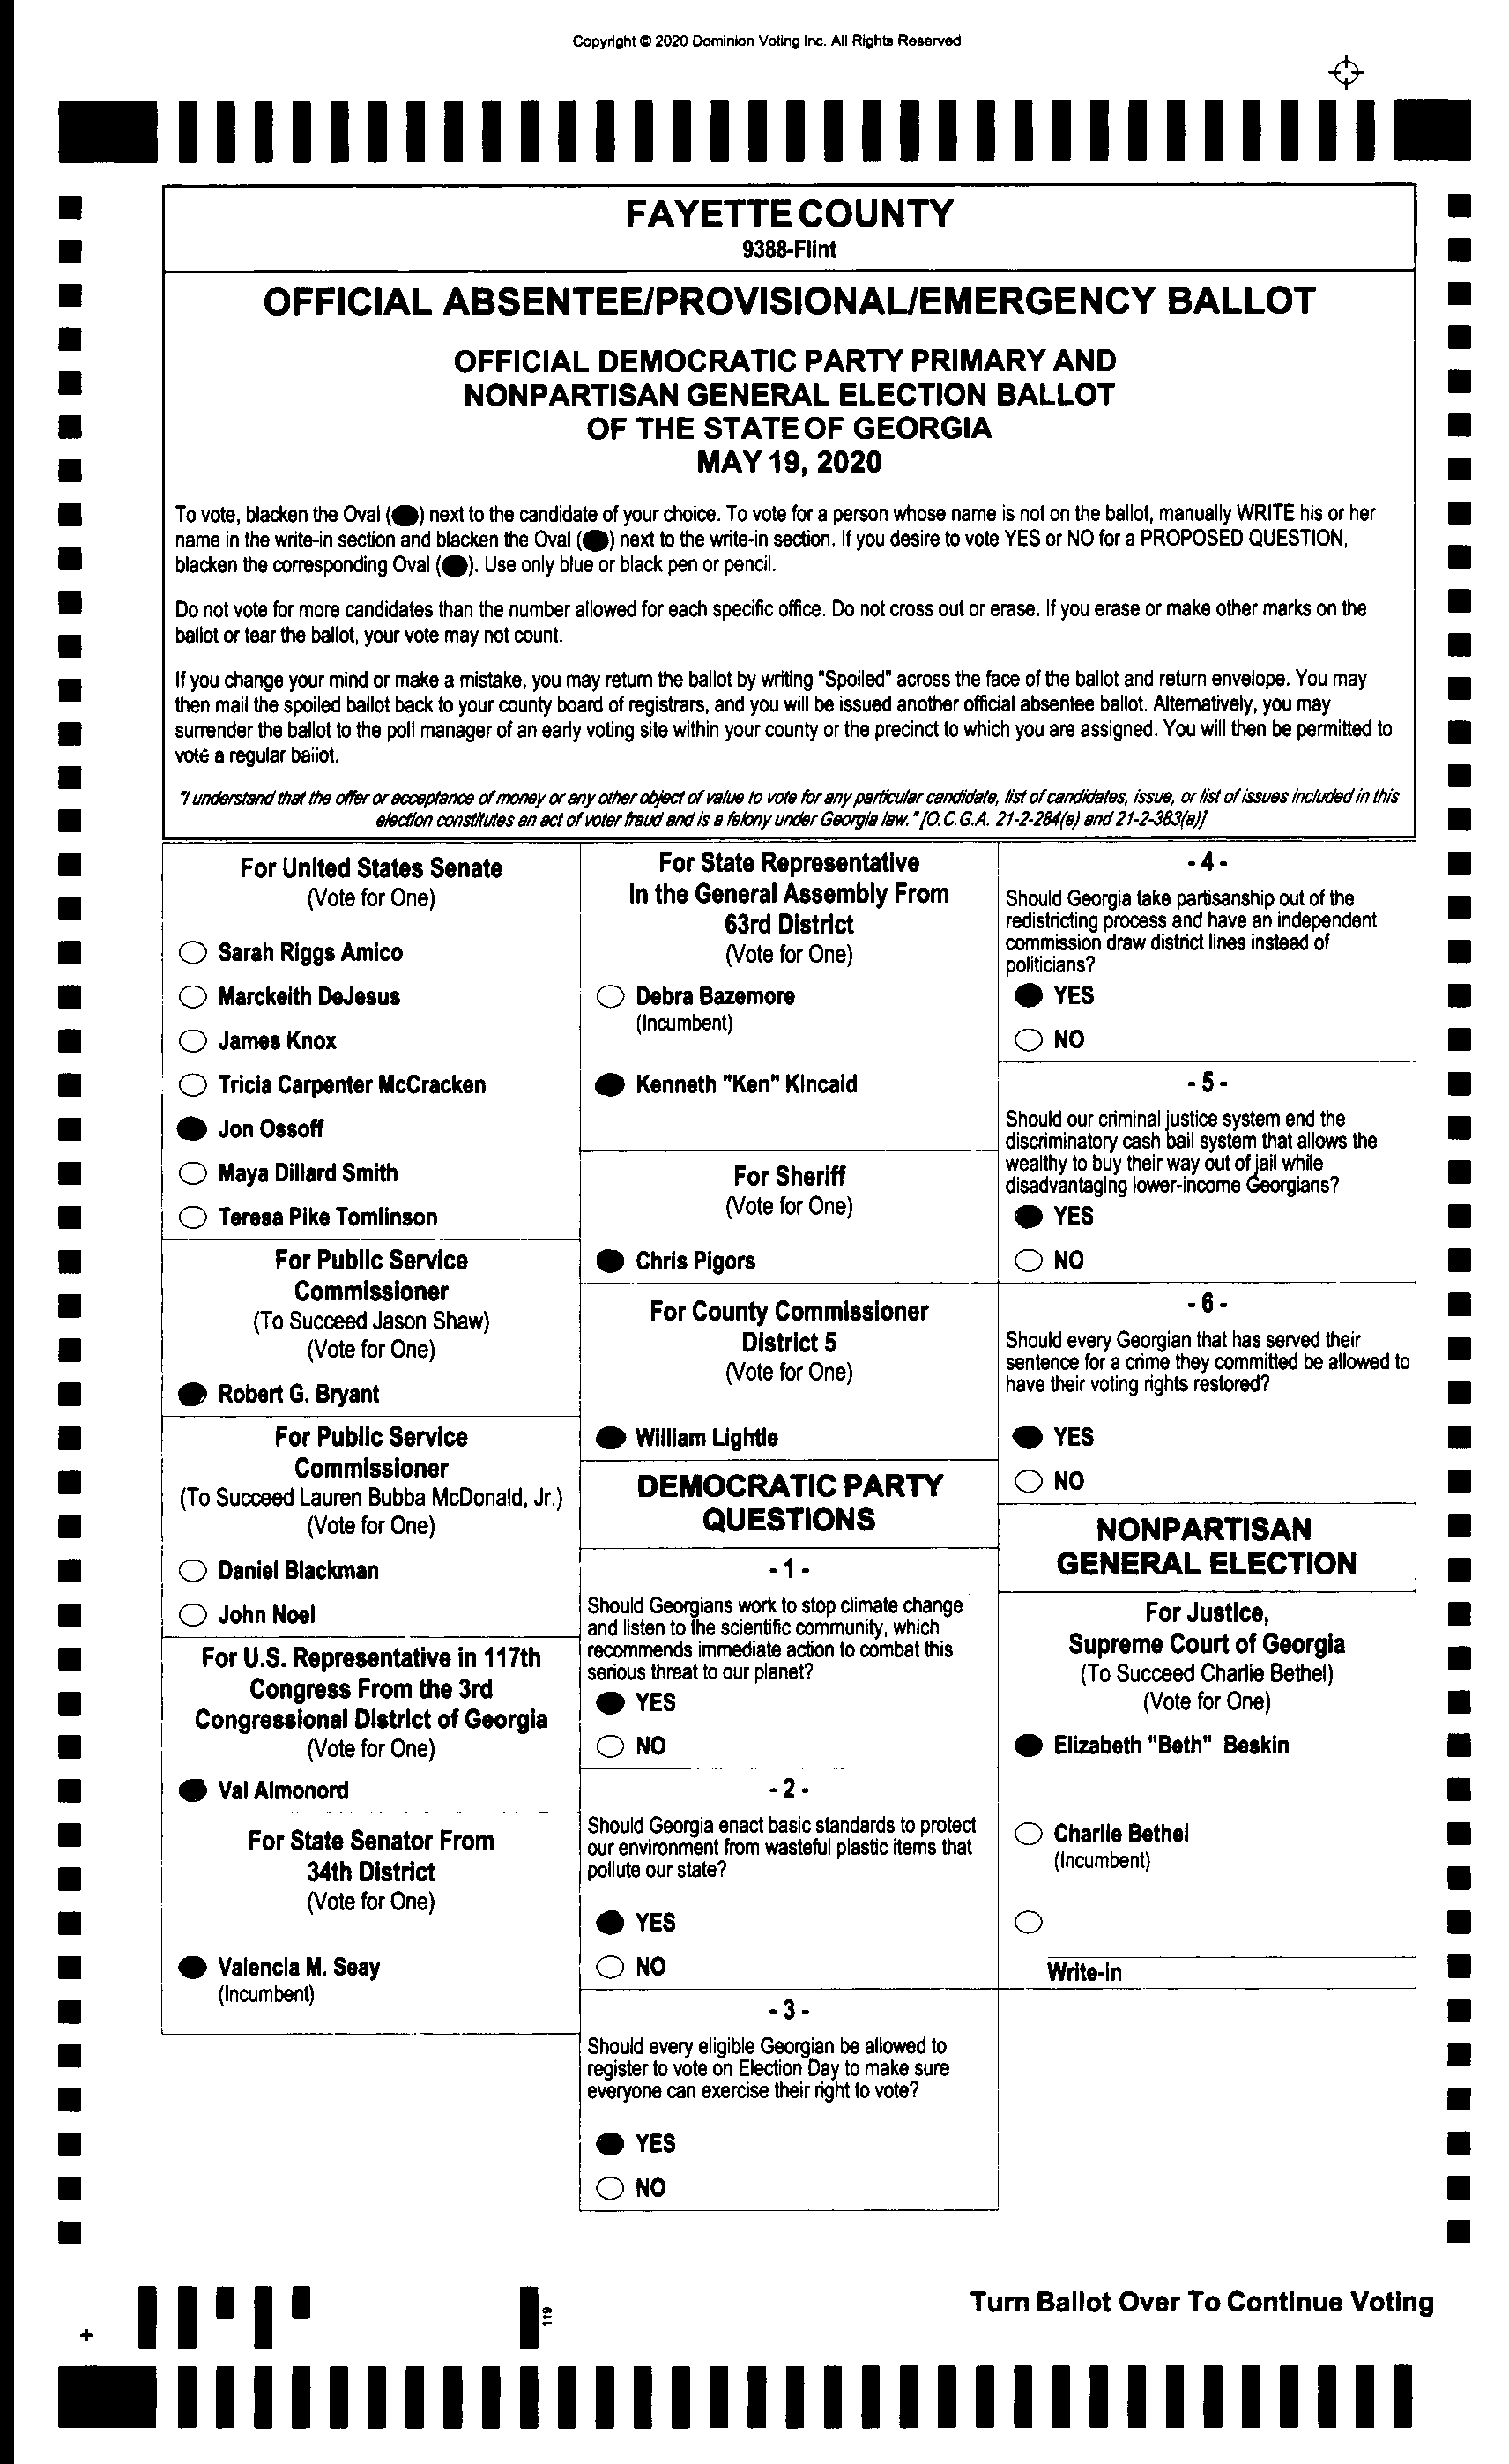 Copyright © 2020 Dominion Voting Inc. All Rights Reserved
FAYETTE COUNTY
9388-Flint
OFFICIAL ABSENTEE/PROVISIONAL/EMERGENCY BALLOT
OFFICIAL DEMOCRATIC PARTY PRIMARY AND
NONPARTISAN GENERAL ELECTION BALLOT
OF THE STATE OF GEORGIA
MAY 19, 2020
To vote, blacken the Oval ( ) next to the candidate of your choice. To vote for a person whose name is not on the ballot, manually WRITE his or her
name in the write-in section and blacken the Oval ( ) next to the write-in section. If you desire to vote YES or NO for a PROPOSED QUESTION,
blacken the corresponding Oval ( ). Use only blue or black pen or pencil.
Do not vote for more candidates than the number allowed for each specific office. Do not cross out or erase. If you erase or make other marks on the
ballot or tear the ballot, your vote may not count.
If you change your mind or make a mistake, you may return the ballot by writing "Spoiled" across the face of the ballot and return envelope. You may
then mail the spoiled ballot back to your county board of registrars, and you will be issued another official absentee ballot. Alternatively, you may
surrender the ballot to the poll manager of an early voting site within your county or the precinct to which you are assigned. You will then be permitted to
vote a regular ballot.
"I understand that the offer or acceptance of money or any other object of value to vote for any particular candidate, list of candidates, issue, or list of issues included in this
election constitutes an act of voter fraud and is a felony under Georgia law." [O.C.G.A. 21-2-284(e) and 21-2-383(a)]
For United States Senate
(Vote for One)
Sarah Riggs Amico
Marckeith DeJesus
James Knox
Tricia Carpenter McCracken
Jon Ossoff
Maya Dillard Smith
Teresa Pike Tomlinson
For Public Service
Commissioner
(To Succeed Jason Shaw)
(Vote for One)
Robert G. Bryant
For Public Service
Commissioner
(To Succeed Lauren Bubba McDonald, Jr.)
(Vote for One)
Daniel Blackman
John Noel
For U.S. Representative in 117th
Congress From the 3rd
Congressional District of Georgia
(Vote for One)
Val Almonord
For State Senator From
34th District
(Vote for One)
Valencia M. Seay
(Incumbent)
For State Representative
In the General Assembly From
63rd District
(Vote for One)
Debra Bazemore
(Incumbent)
Kenneth "Ken" Kincaid
For Sheriff
(Vote for One)
Chris Pigors
For County Commissioner
District 5
(Vote for One)
William Lightle
DEMOCRATIC PARTY
QUESTIONS
- 1 -
Should Georgians work to stop climate change
and listen to the scientific community, which
recommends immediate action to combat this
serious threat to our planet?
YES
NO
- 2 -
Should Georgia enact basic standards to protect
our environment from wasteful plastic items that
pollute our state?
YES
NO
- 3 -
Should every eligible Georgian be allowed to
register to vote on Election Day to make sure
everyone can exercise their right to vote?
YES
NO
- 4 -
Should Georgia take partisanship out of the
redistricting process and have an independent
commission draw district lines instead of
politicians?
YES
NO
- 5 -
Should our criminal justice system end the
discriminatory cash bail system that allows the
wealthy to buy their way out of jail while
disadvantaging lower-income Georgians?
YES
NO
- 6 -
Should every Georgian that has served their
sentence for a crime they committed be allowed to
have their voting rights restored?
YES
NO
NONPARTISAN
GENERAL ELECTION
For Justice,
Supreme Court of Georgia
(To Succeed Charlie Bethel)
(Vote for One)
Elizabeth "Beth" Beskin
Charlie Bethel
(Incumbent)
Write-in
Turn Ballot Over To Continue Voting
119